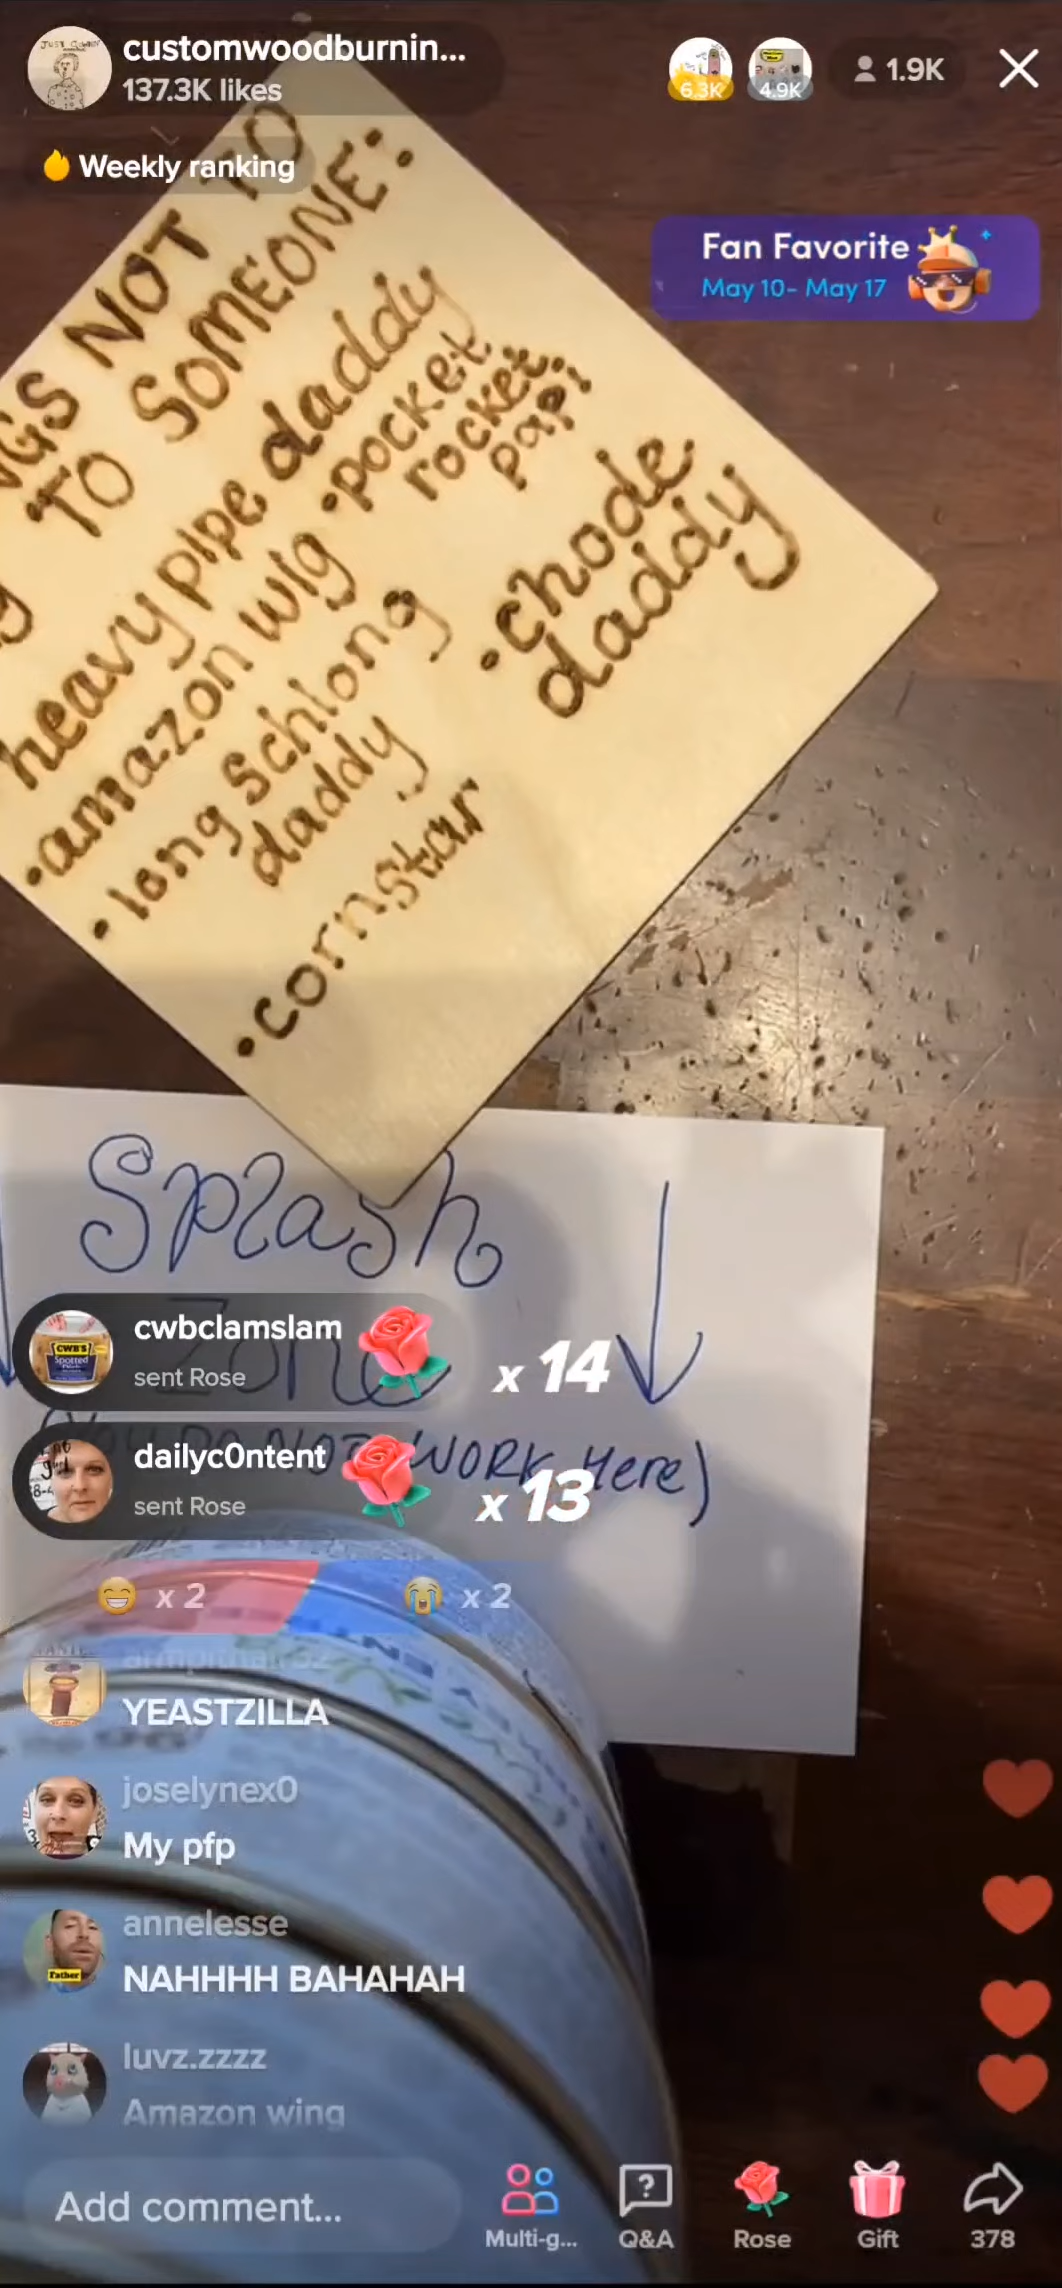 customwoodburnin...
137.3K likes
6.3K
4.9K
1.9K
Weekly ranking
Fan Favorite
May 10- May 17
NOT TO
TO SOMEONE:
heavy pipe daddy
•amazon wig
•pocket
rocket
papi
•long schlong
daddy
•chode
daddy
•cornstar
Splash
Zone
WORK Here)
cwbclamslam
sent Rose
x 14
dailyc0ntent
sent Rose
x 13
x 2
x 2
YEASTZILLA
joselynex0
My pfp
annelesse
Father
NAHHHH BAHAHAH
luvz.zzzz
Amazon wing
Add comment...
Multi-g...
Q&A
Rose
Gift
378